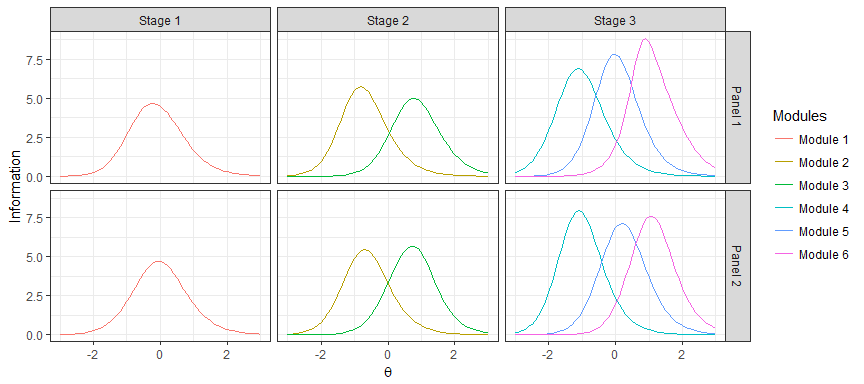 Stage 1 Stage 2 Stage 3
7.5
5.0
2.5
0.0
Panel 1
7.5
5.0
2.5
0.0
Panel 2
Information
-2 0 2 -2 0 2 -2 0 2
θ
Modules
Module 1
Module 2
Module 3
Module 4
Module 5
Module 6